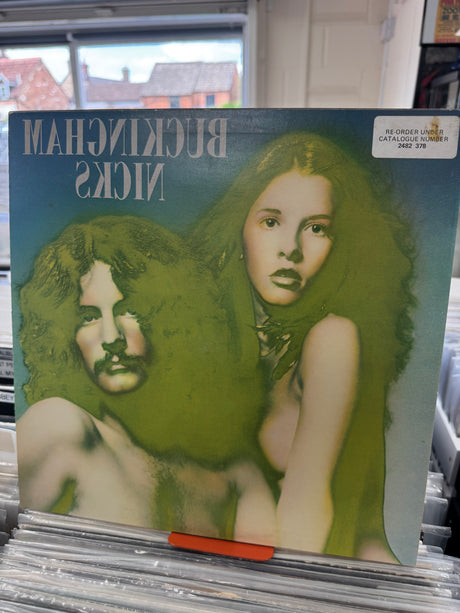 BUCKINGHAM
NICKS
RE-ORDER UNDER
CATALOGUE NUMBER
2482 378